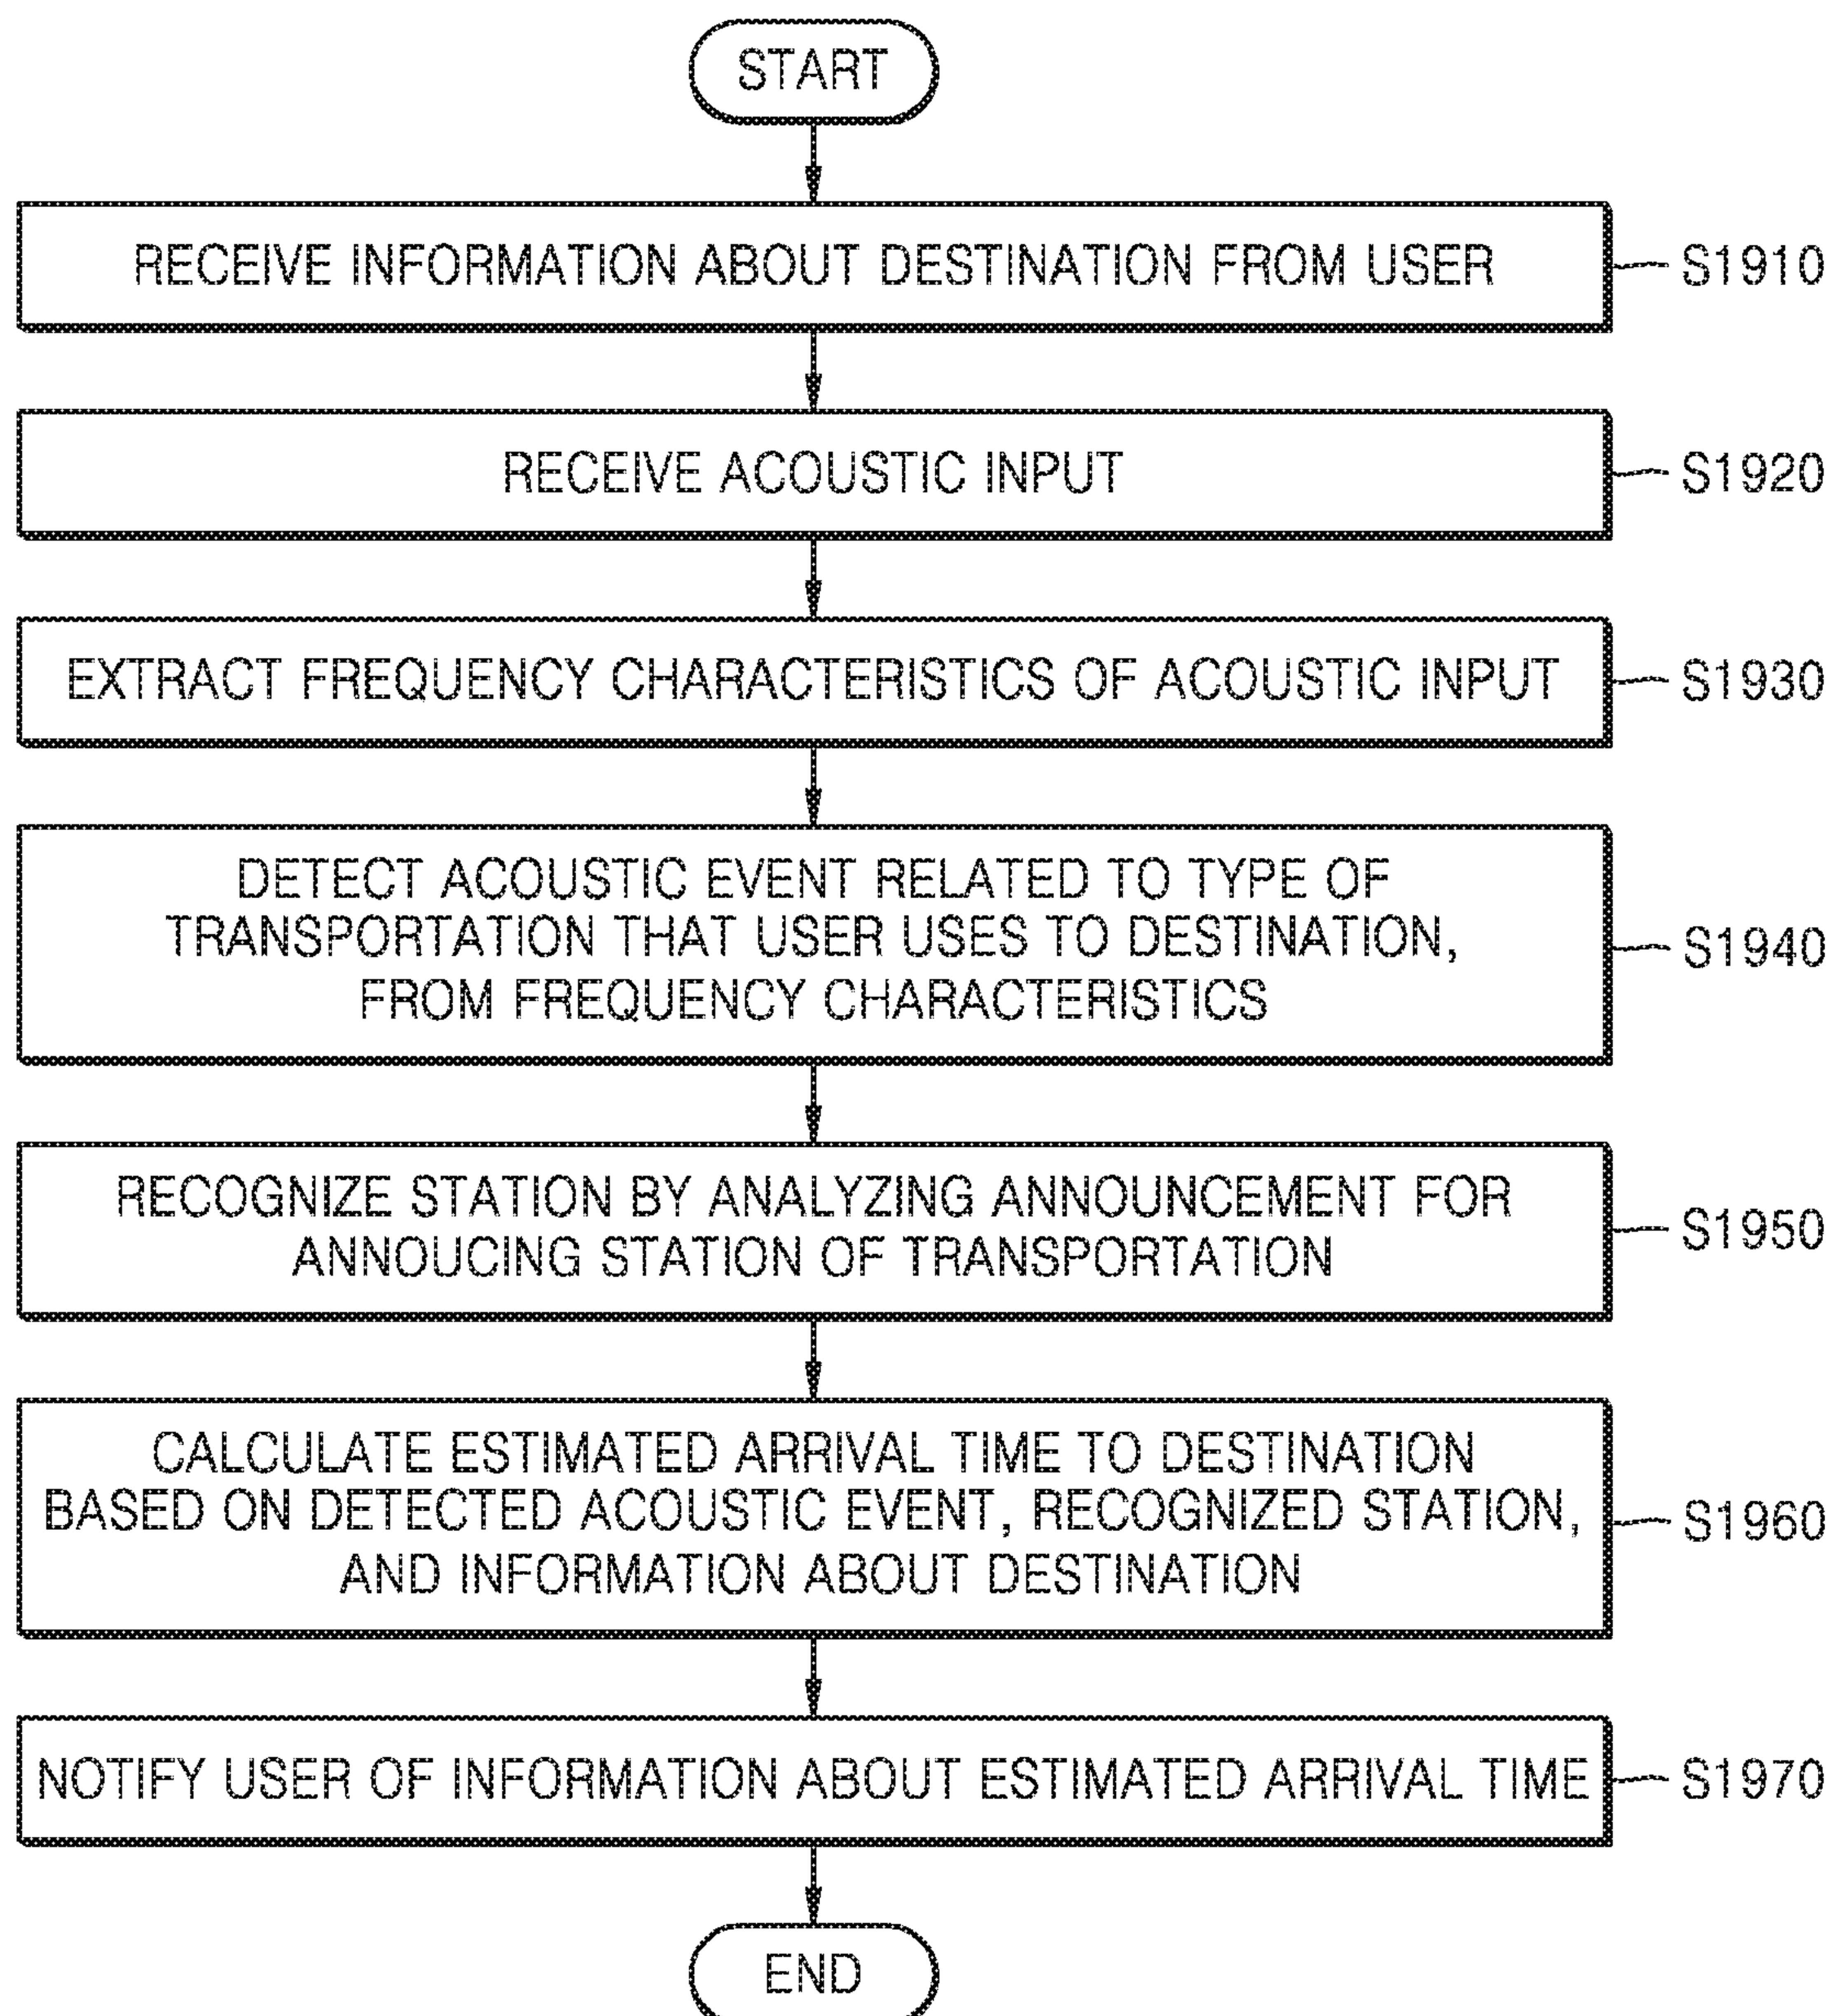 START
RECEIVE INFORMATION ABOUT DESTINATION FROM USER
S1910
RECEIVE ACOUSTIC INPUT
S1920
EXTRACT FREQUENCY CHARACTERISTICS OF ACOUSTIC INPUT
S1930
DETECT ACOUSTIC EVENT RELATED TO TYPE OF
TRANSPORTATION THAT USER USES TO DESTINATION,
FROM FREQUENCY CHARACTERISTICS
S1940
RECOGNIZE STATION BY ANALYZING ANNOUNCEMENT FOR
ANNOUCING STATION OF TRANSPORTATION
S1950
CALCULATE ESTIMATED ARRIVAL TIME TO DESTINATION
BASED ON DETECTED ACOUSTIC EVENT, RECOGNIZED STATION,
AND INFORMATION ABOUT DESTINATION
S1960
NOTIFY USER OF INFORMATION ABOUT ESTIMATED ARRIVAL TIME
S1970
END